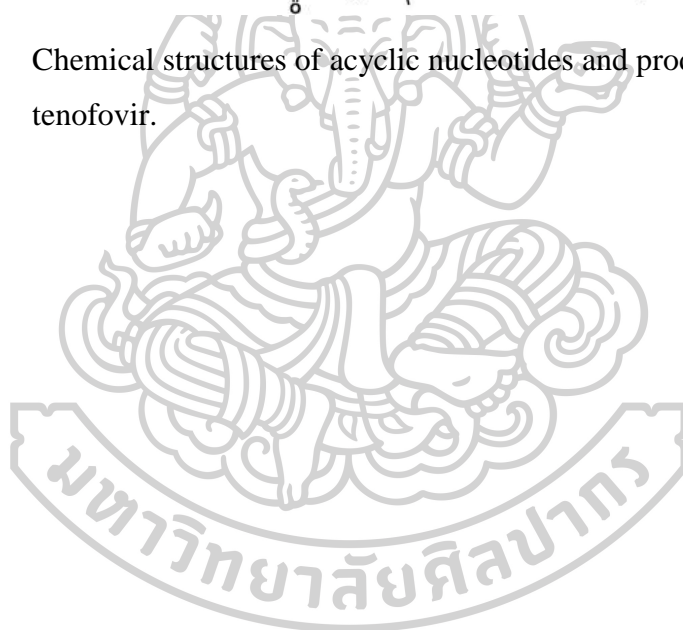 Chemical structures of acyclic nucleotides and
tenofovir.
มหาวิทยาลัยศิลปากร